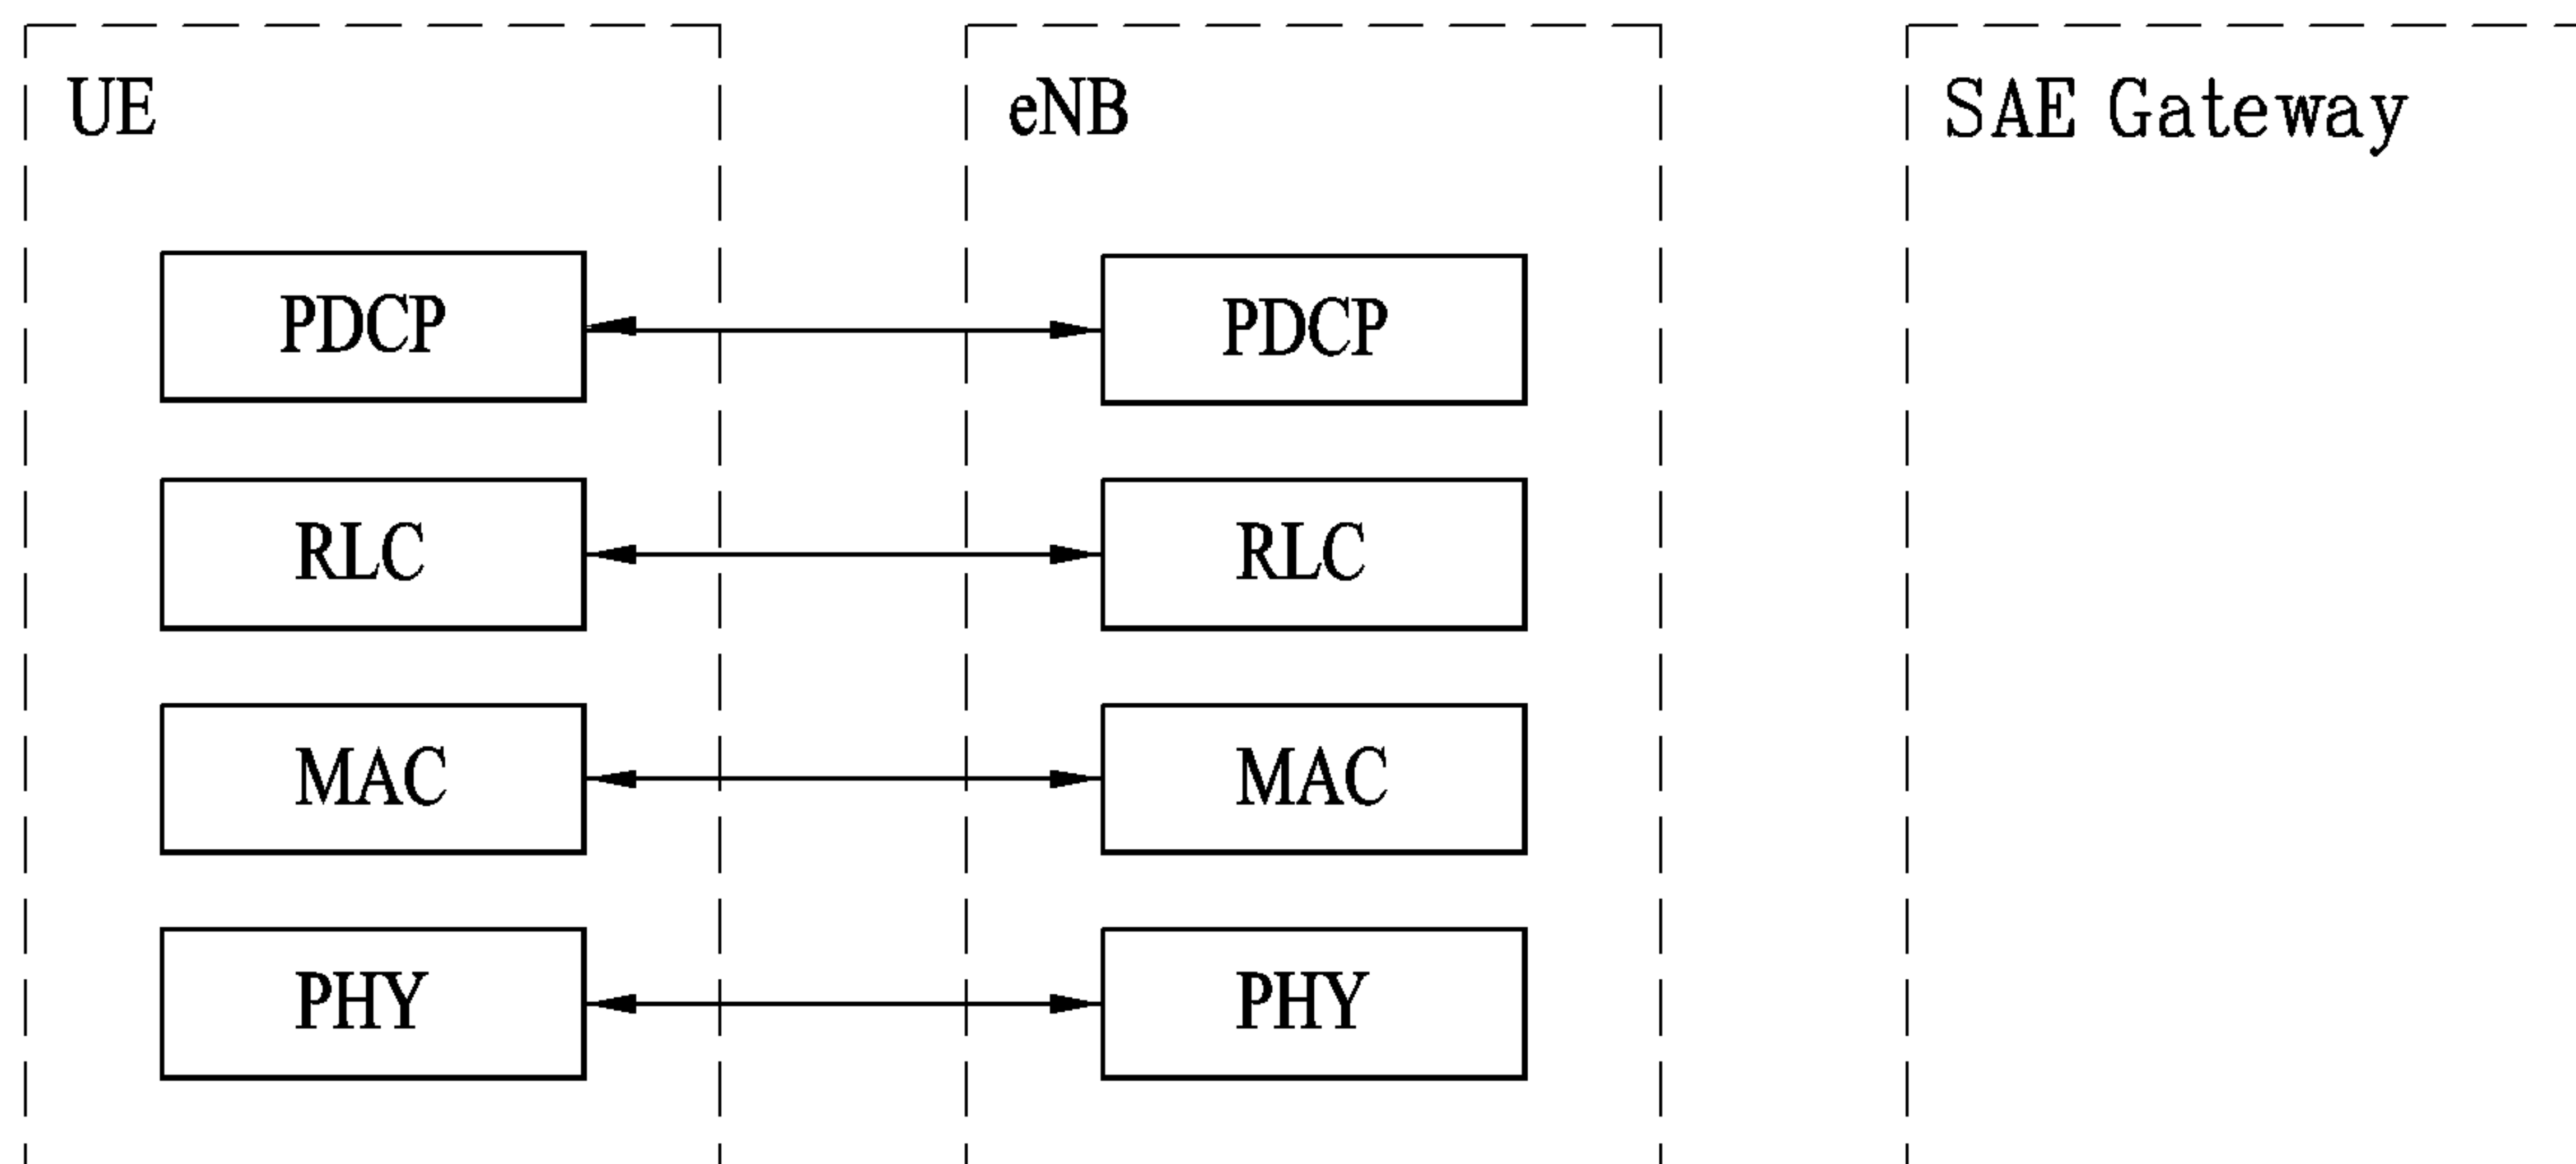 UE
eNB
SAE Gateway
PDCP
PDCP
RLC
RLC
MAC
MAC
PHY
PHY